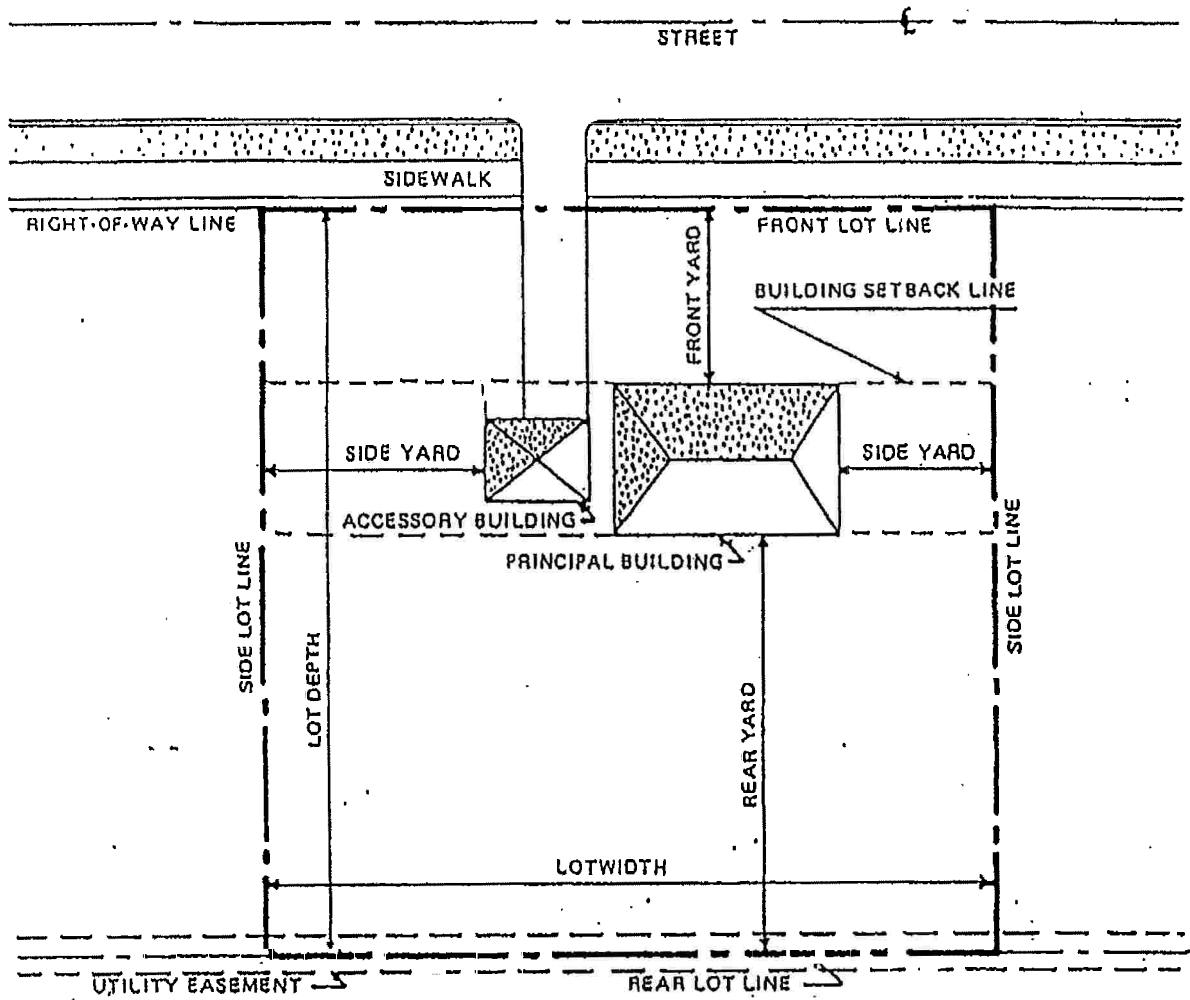 STREET
SIDEWALK
RIGHT-OF-WAY LINE
FRONT LOT LINE
FRONT YARD
BUILDING SETBACK LINE
SIDE YARD
SIDE YARD
ACCESSORY BUILDING
PRINCIPAL BUILDING
SIDE LOT LINE
LOT DEPTH
REAR YARD
SIDE LOT LINE
LOTWIDTH
UTILITY EASEMENT
REAR LOT LINE